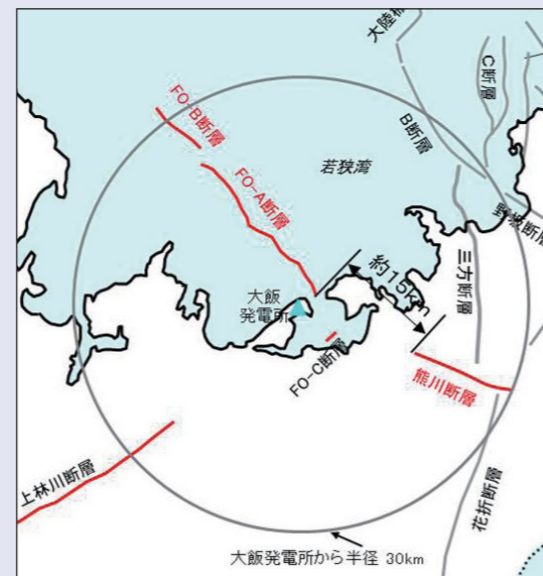 大陸棚
C断層
FO-B断層
B断層
FO-A断層
若狭湾
野坂断層
三方断層
約15km
大飯
発電所
FO-C断層
熊川断層
上林川断層
花折断層
大飯発電所から半径 30km